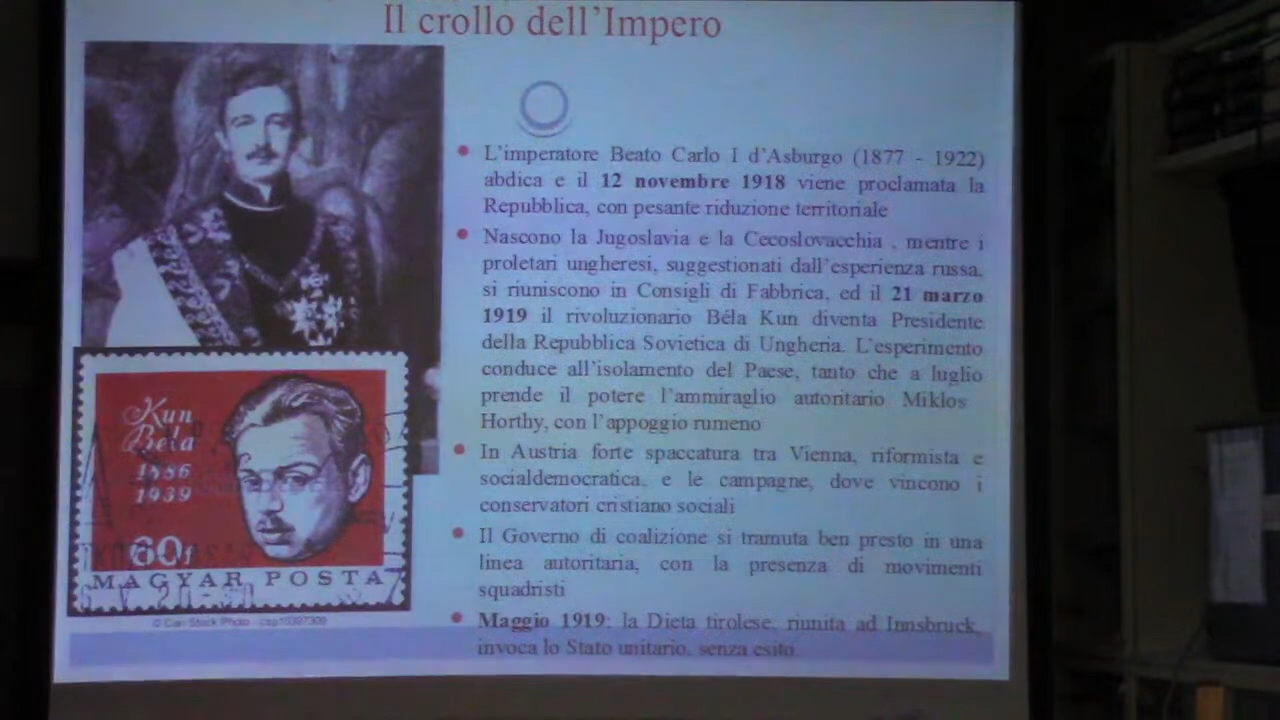 Il crollo dell'Impero
L'imperatore Beato Carlo I d'Asburgo (1877 - 1922)
abdica e il 12 novembre 1918 viene proclamata la
Repubblica, con pesante riduzione territoriale
Nascono la Jugoslavia e la Cecoslovacchia , mentre i
proletari ungheresi, suggestionati dall'esperienza russa,
si riuniscono in Consigli di Fabbrica, ed il 21 marzo
1919 il rivoluzionario Béla Kun diventa Presidente
della Repubblica Sovietica di Ungheria. L'esperimento
conduce all'isolamento del Paese, tanto che a luglio
prende il potere l'ammiraglio autoritario Miklos
Horthy, con l'appoggio rumeno
In Austria forte spaccatura tra Vienna, riformista e
socialdemocratica, e le campagne, dove vincono i
conservatori cristiano sociali
Il Governo di coalizione si tramuta ben presto in una
linea autoritaria, con la presenza di movimenti
squadristi
Maggio 1919: la Dieta tirolese, riunita ad Innsbruck,
invoca lo Stato unitario, senza esito
Kun
Béla
1886
1939
60f
MAGYAR POSTA
© Can Stock Photo